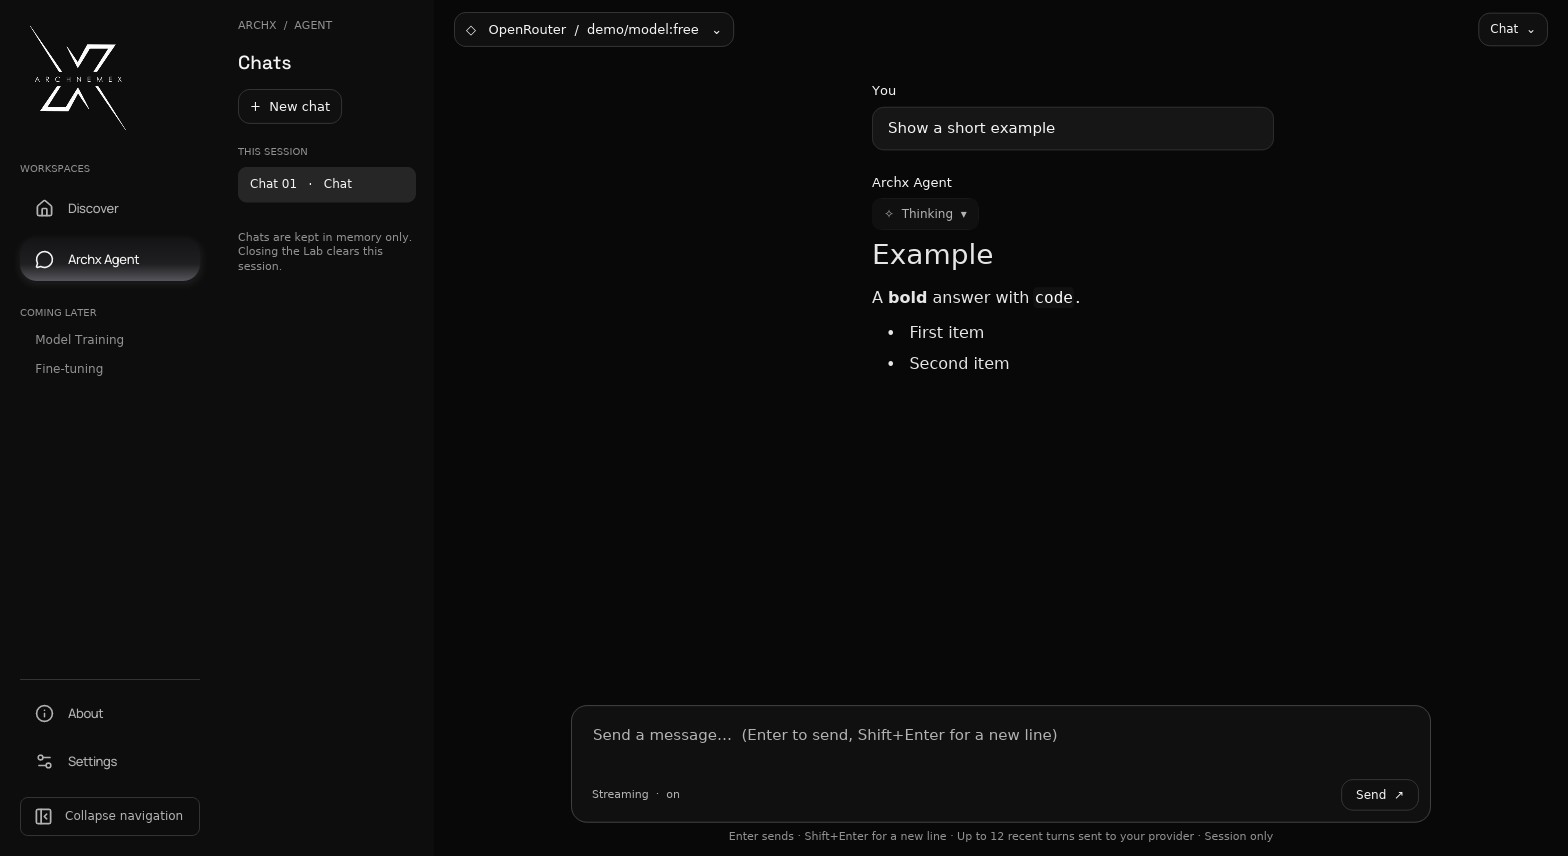 ARCHNEMEX
WORKSPACES
Discover
Archx Agent
COMING LATER
Model Training
Fine-tuning
About
Settings
Collapse navigation
ARCHX / AGENT
Chats
+ New chat
THIS SESSION
Chat 01 · Chat
Chats are kept in memory only.
Closing the Lab clears this
session.
◇ OpenRouter / demo/model:free ⌄
Chat ⌄
You
Show a short example
Archx Agent
✧ Thinking ▾
Example
A bold answer with code.
• First item
• Second item
Send a message... (Enter to send, Shift+Enter for a new line)
Streaming · on
Send ↗
Enter sends · Shift+Enter for a new line · Up to 12 recent turns sent to your provider · Session only